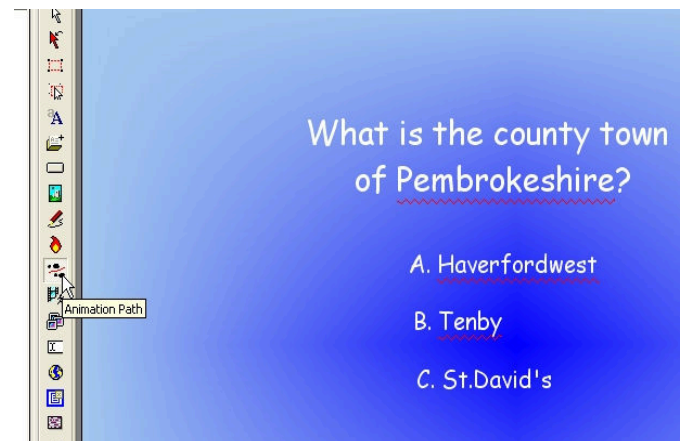 What is the county town
of Pembrokeshire?
A. Haverfordwest
Animation Path
B. Tenby
C. St.David's